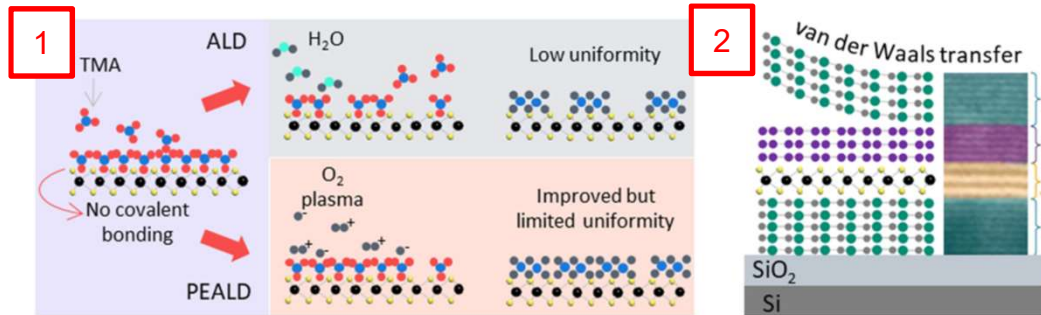 1
ALD
TMA
No covalent
bonding
PEALD
H₂O
Low uniformity
O₂
plasma
- + + + -
Improved but
limited uniformity
2
van der Waals transfer
SiO₂
Si